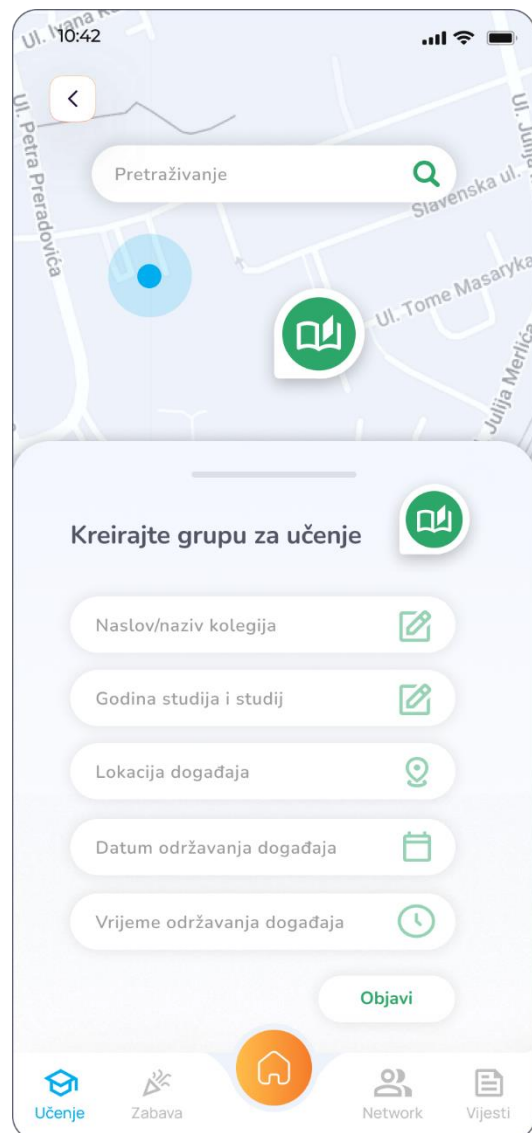 10:42
Ul. Ivana
Ul. Petra Preradovića
Ul. Julija
Pretraživanje
Slavenska ul.
Ul. Tome Masaryka
Julija Merlića
Kreirajte grupu za učenje
Naslov/naziv kolegija
Godina studija i studij
Lokacija događaja
Datum održavanja događaja
Vrijeme održavanja događaja
Objavi
Učenje
Zabava
Network
Vijesti